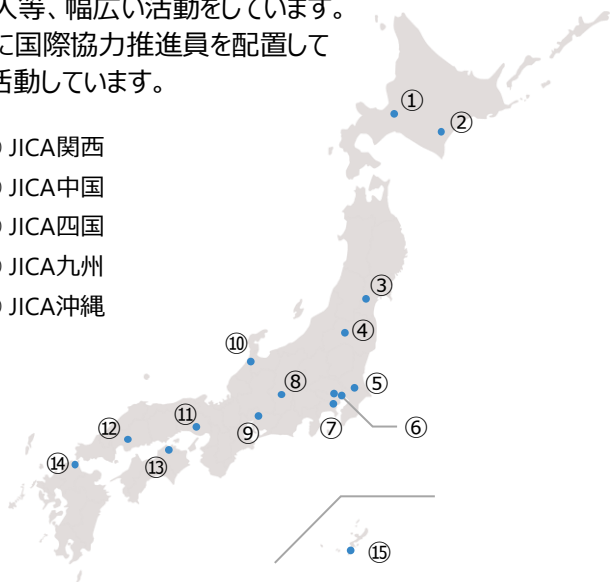 人等、幅広い活動をしています。
に国際協力推進員を配置して
活動しています。
JICA関西
JICA中国
JICA四国
JICA九州
JICA沖縄
①
②
③
④
⑤
⑥
⑦
⑧
⑨
⑩
⑪
⑫
⑬
⑭
⑮